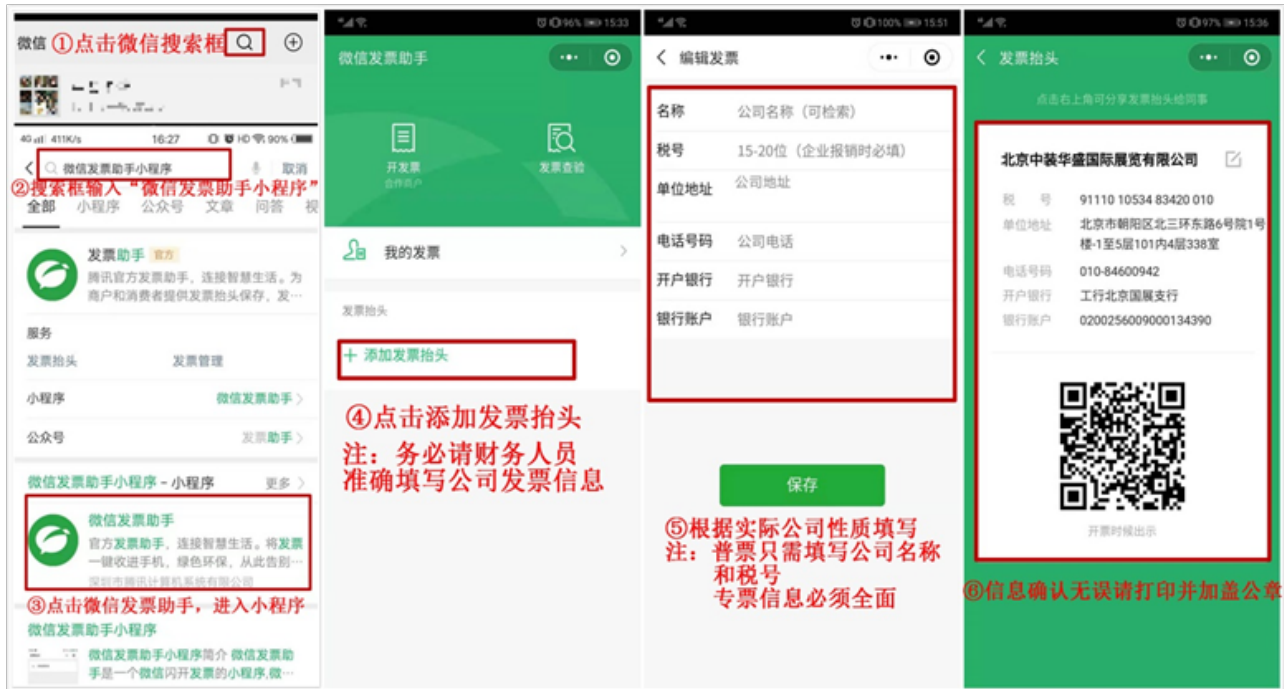 微信 ①点击微信搜索框
4G 411K/s 16:27 HD 90%
微信发票助手小程序 取消
②搜索框输入“微信发票助手小程序”
全部 小程序 公众号 文章 问答 视
发票助手 官方
腾讯官方发票助手，连接智慧生活。为
商户和消费者提供发票抬头保存，发…
服务
发票抬头 发票管理
小程序 微信发票助手
公众号 发票助手
微信发票助手小程序 - 小程序 更多
微信发票助手
官方发票助手，连接智慧生活。将发票
一键收进手机，绿色环保，从此告别…
深圳市腾讯计算机系统有限公司
③点击微信发票助手，进入小程序
微信发票助手小程序
微信发票助手小程序简介 微信发票助
手是一个微信闪开发票的小程序,微…
96% 15:33
微信发票助手
开发票 发票查验
合作商户
我的发票
发票抬头
＋ 添加发票抬头
④点击添加发票抬头
注：务必请财务人员
准确填写公司发票信息
100% 15:51
编辑发票
名称 公司名称（可检索）
税号 15-20位（企业报销时必填）
单位地址 公司地址
电话号码 公司电话
开户银行 开户银行
银行账户 银行账户
保存
⑤根据实际公司性质填写
注：普票只需填写公司名称
和税号
专票信息必须全面
97% 15:36
发票抬头
点击右上角可分享发票抬头给同事
北京中装华盛国际展览有限公司
税 号 91110 10534 83420 010
单位地址 北京市朝阳区北三环东路6号院1号
楼-1至5层101内4层338室
电话号码 010-84600942
开户银行 工行北京国展支行
银行账户 0200256009000134390
开票时候出示
⑥信息确认无误请打印并加盖公章